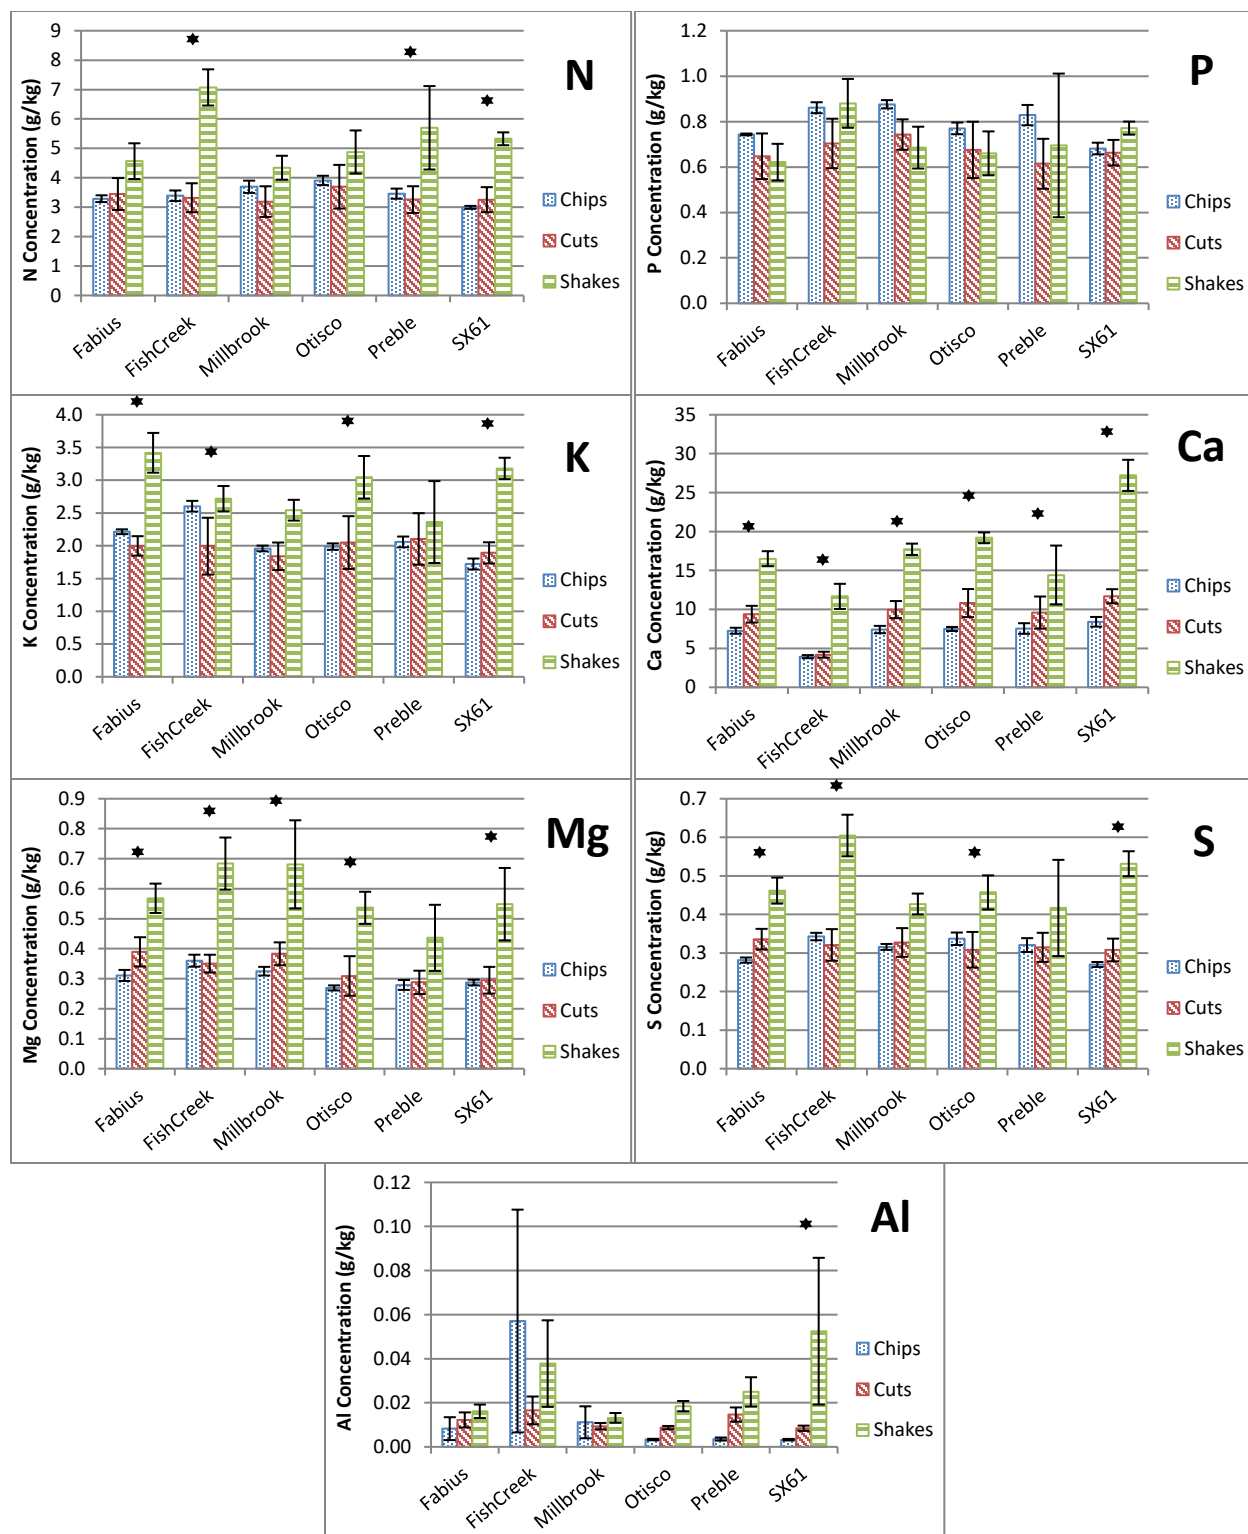 N
N Concentration (g/kg)
9
8
7
6
5
4
3
2
1
0
Fabius
FishCreek
Millbrook
Otisco
Preble
SX61
Chips
Cuts
Shakes
P
P Concentration (g/kg)
1.2
1.0
0.8
0.6
0.4
0.2
0.0
Fabius
FishCreek
Millbrook
Otisco
Preble
SX61
Chips
Cuts
Shakes
K
K Concentration (g/kg)
4.0
3.5
3.0
2.5
2.0
1.5
1.0
0.5
0.0
Fabius
FishCreek
Millbrook
Otisco
Preble
SX61
Chips
Cuts
Shakes
Ca
Ca Concentration (g/kg)
35
30
25
20
15
10
5
0
Fabius
FishCreek
Millbrook
Otisco
Preble
SX61
Chips
Cuts
Shakes
Mg
Mg Concentration (g/kg)
0.9
0.8
0.7
0.6
0.5
0.4
0.3
0.2
0.1
0.0
Fabius
FishCreek
Millbrook
Otisco
Preble
SX61
Chips
Cuts
Shakes
S
S Concentration (g/kg)
0.7
0.6
0.5
0.4
0.3
0.2
0.1
0.0
Fabius
FishCreek
Millbrook
Otisco
Preble
SX61
Chips
Cuts
Shakes
Al
Al Concentration (g/kg)
0.12
0.10
0.08
0.06
0.04
0.02
0.00
Fabius
FishCreek
Millbrook
Otisco
Preble
SX61
Chips
Cuts
Shakes